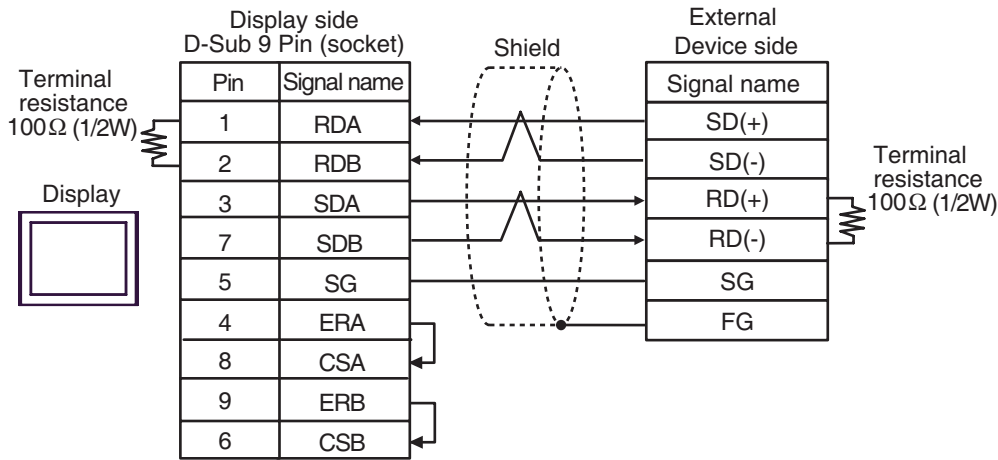 Display side
D-Sub 9 Pin (socket)
Shield
External
Device side
Terminal
resistance
100Ω (1/2W)
Pin Signal name
1 RDA
2 RDB
3 SDA
7 SDB
5 SG
4 ERA
8 CSA
9 ERB
6 CSB
Display
Signal name
SD(+)
SD(-)
RD(+)
RD(-)
SG
FG
Terminal
resistance
100Ω (1/2W)